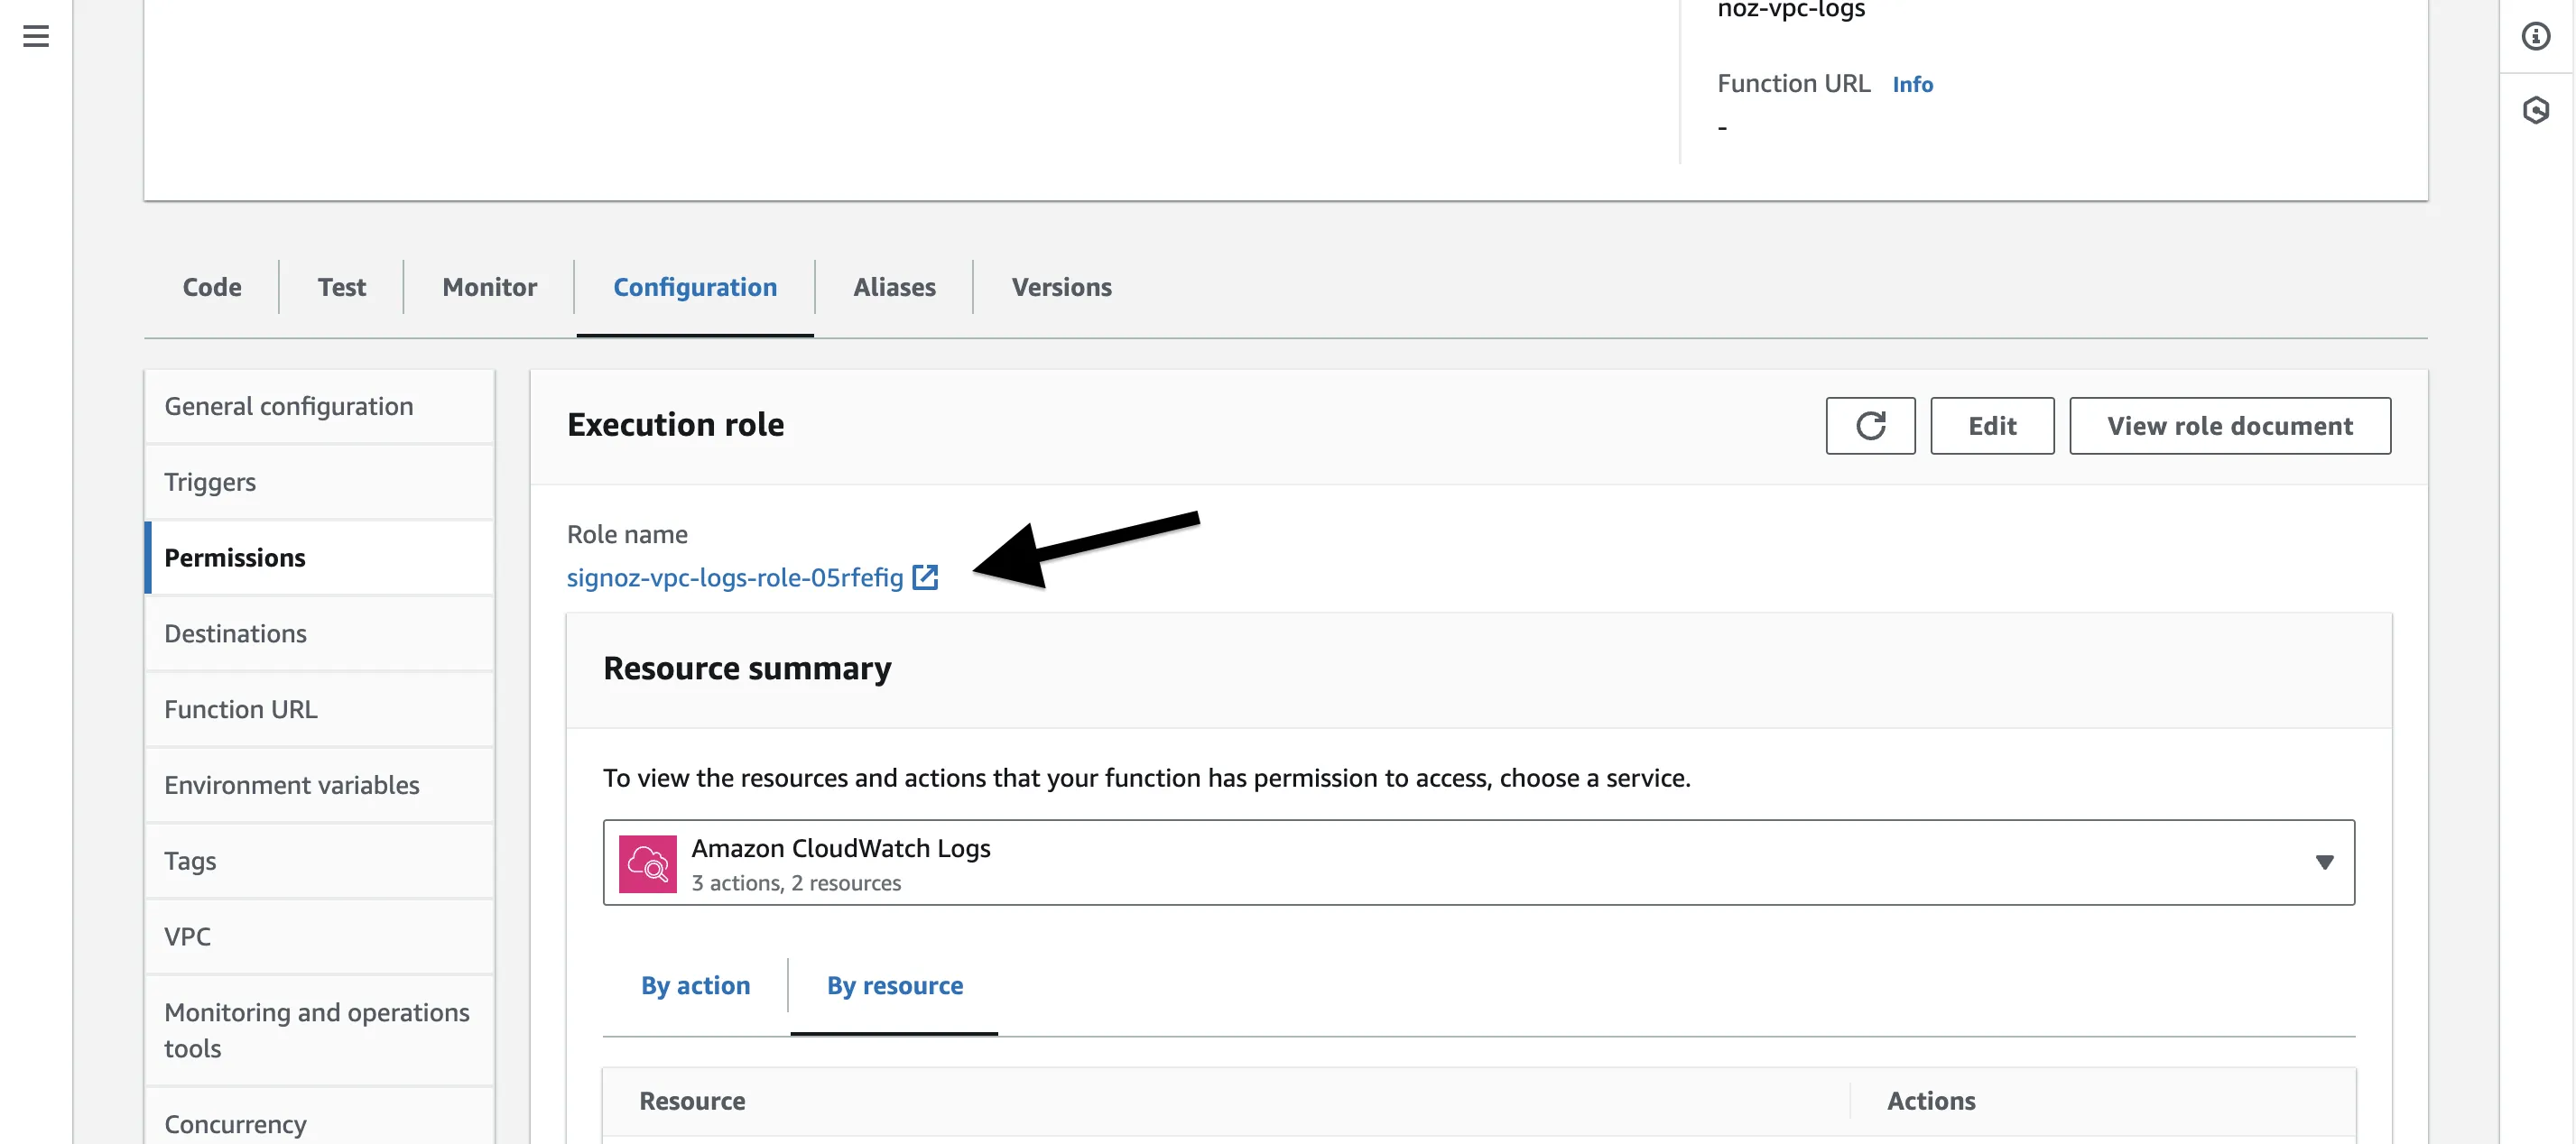 noz-vpc-logs
Function URL Info
-
Code Test Monitor Configuration Aliases Versions
General configuration
Triggers
Permissions
Destinations
Function URL
Environment variables
Tags
VPC
Monitoring and operations
tools
Concurrency
Execution role
Edit View role document
Role name
signoz-vpc-logs-role-05rfefig
Resource summary
To view the resources and actions that your function has permission to access, choose a service.
Amazon CloudWatch Logs
3 actions, 2 resources
By action By resource
Resource Actions